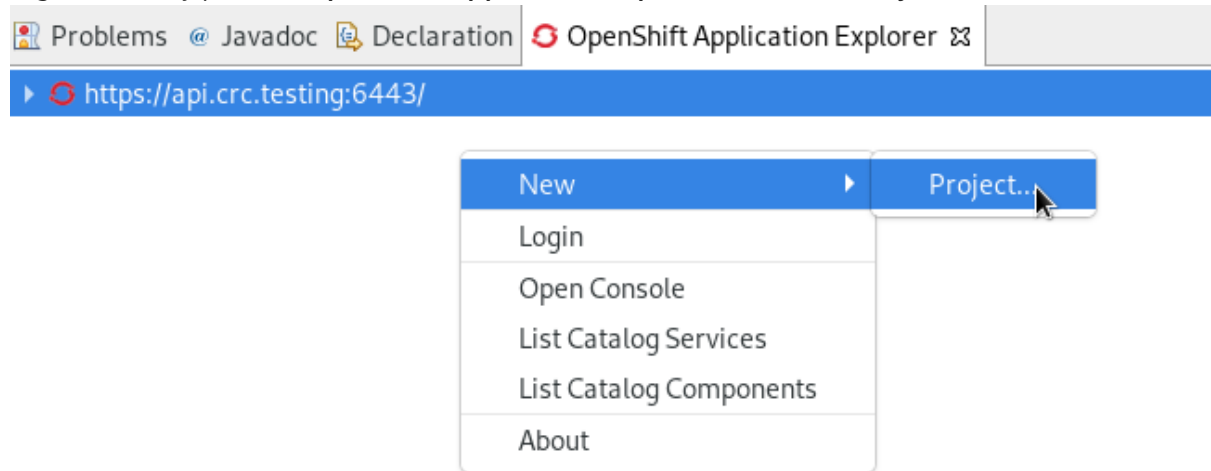 Problems @ Javadoc Declaration OpenShift Application Explorer
https://api.crc.testing:6443/
New Project...
Login
Open Console
List Catalog Services
List Catalog Components
About